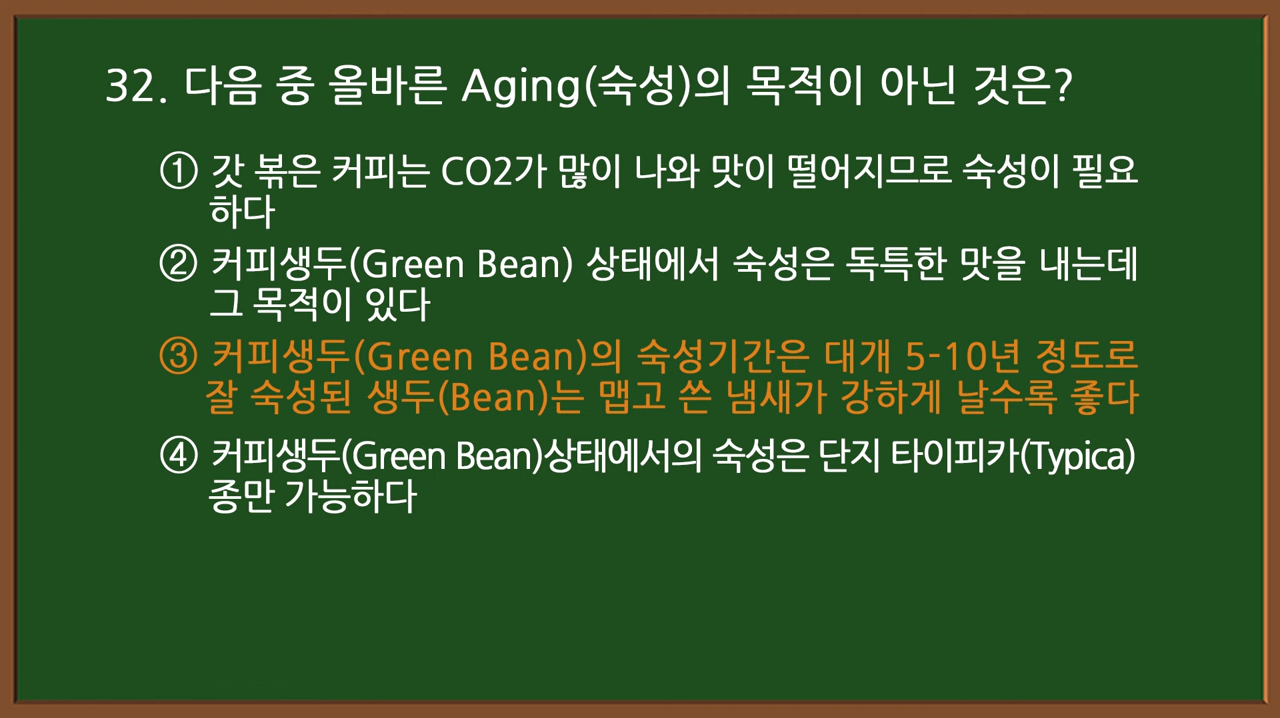 32. 다음 중 올바른 Aging(숙성)의 목적이 아닌 것은?
① 갓 볶은 커피는 CO2가 많이 나와 맛이 떨어지므로 숙성이 필요
하다
② 커피생두(Green Bean) 상태에서 숙성은 독특한 맛을 내는데
그 목적이 있다
③ 커피생두(Green Bean)의 숙성기간은 대개 5-10년 정도로
잘 숙성된 생두(Bean)는 맵고 쓴 냄새가 강하게 날수록 좋다
④ 커피생두(Green Bean)상태에서의 숙성은 단지 타이피카(Typica)
종만 가능하다